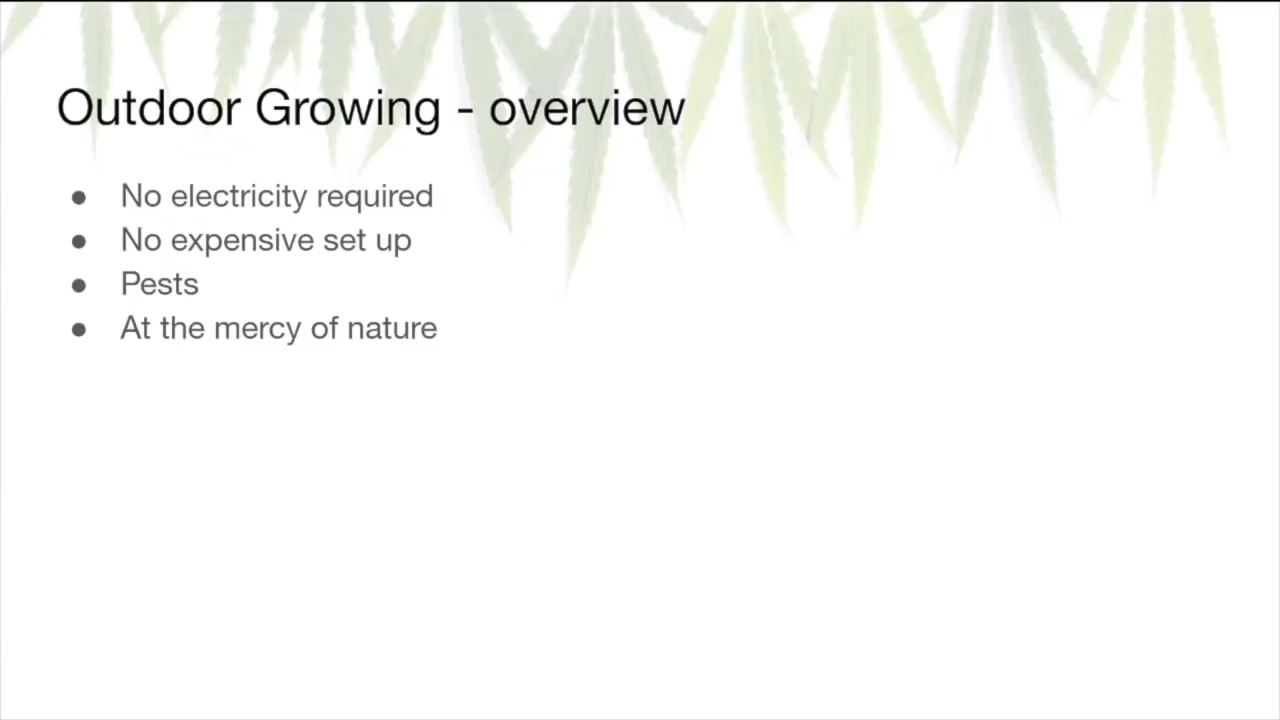 Outdoor Growing - overview
● No electricity required
● No expensive set up
● Pests
● At the mercy of nature